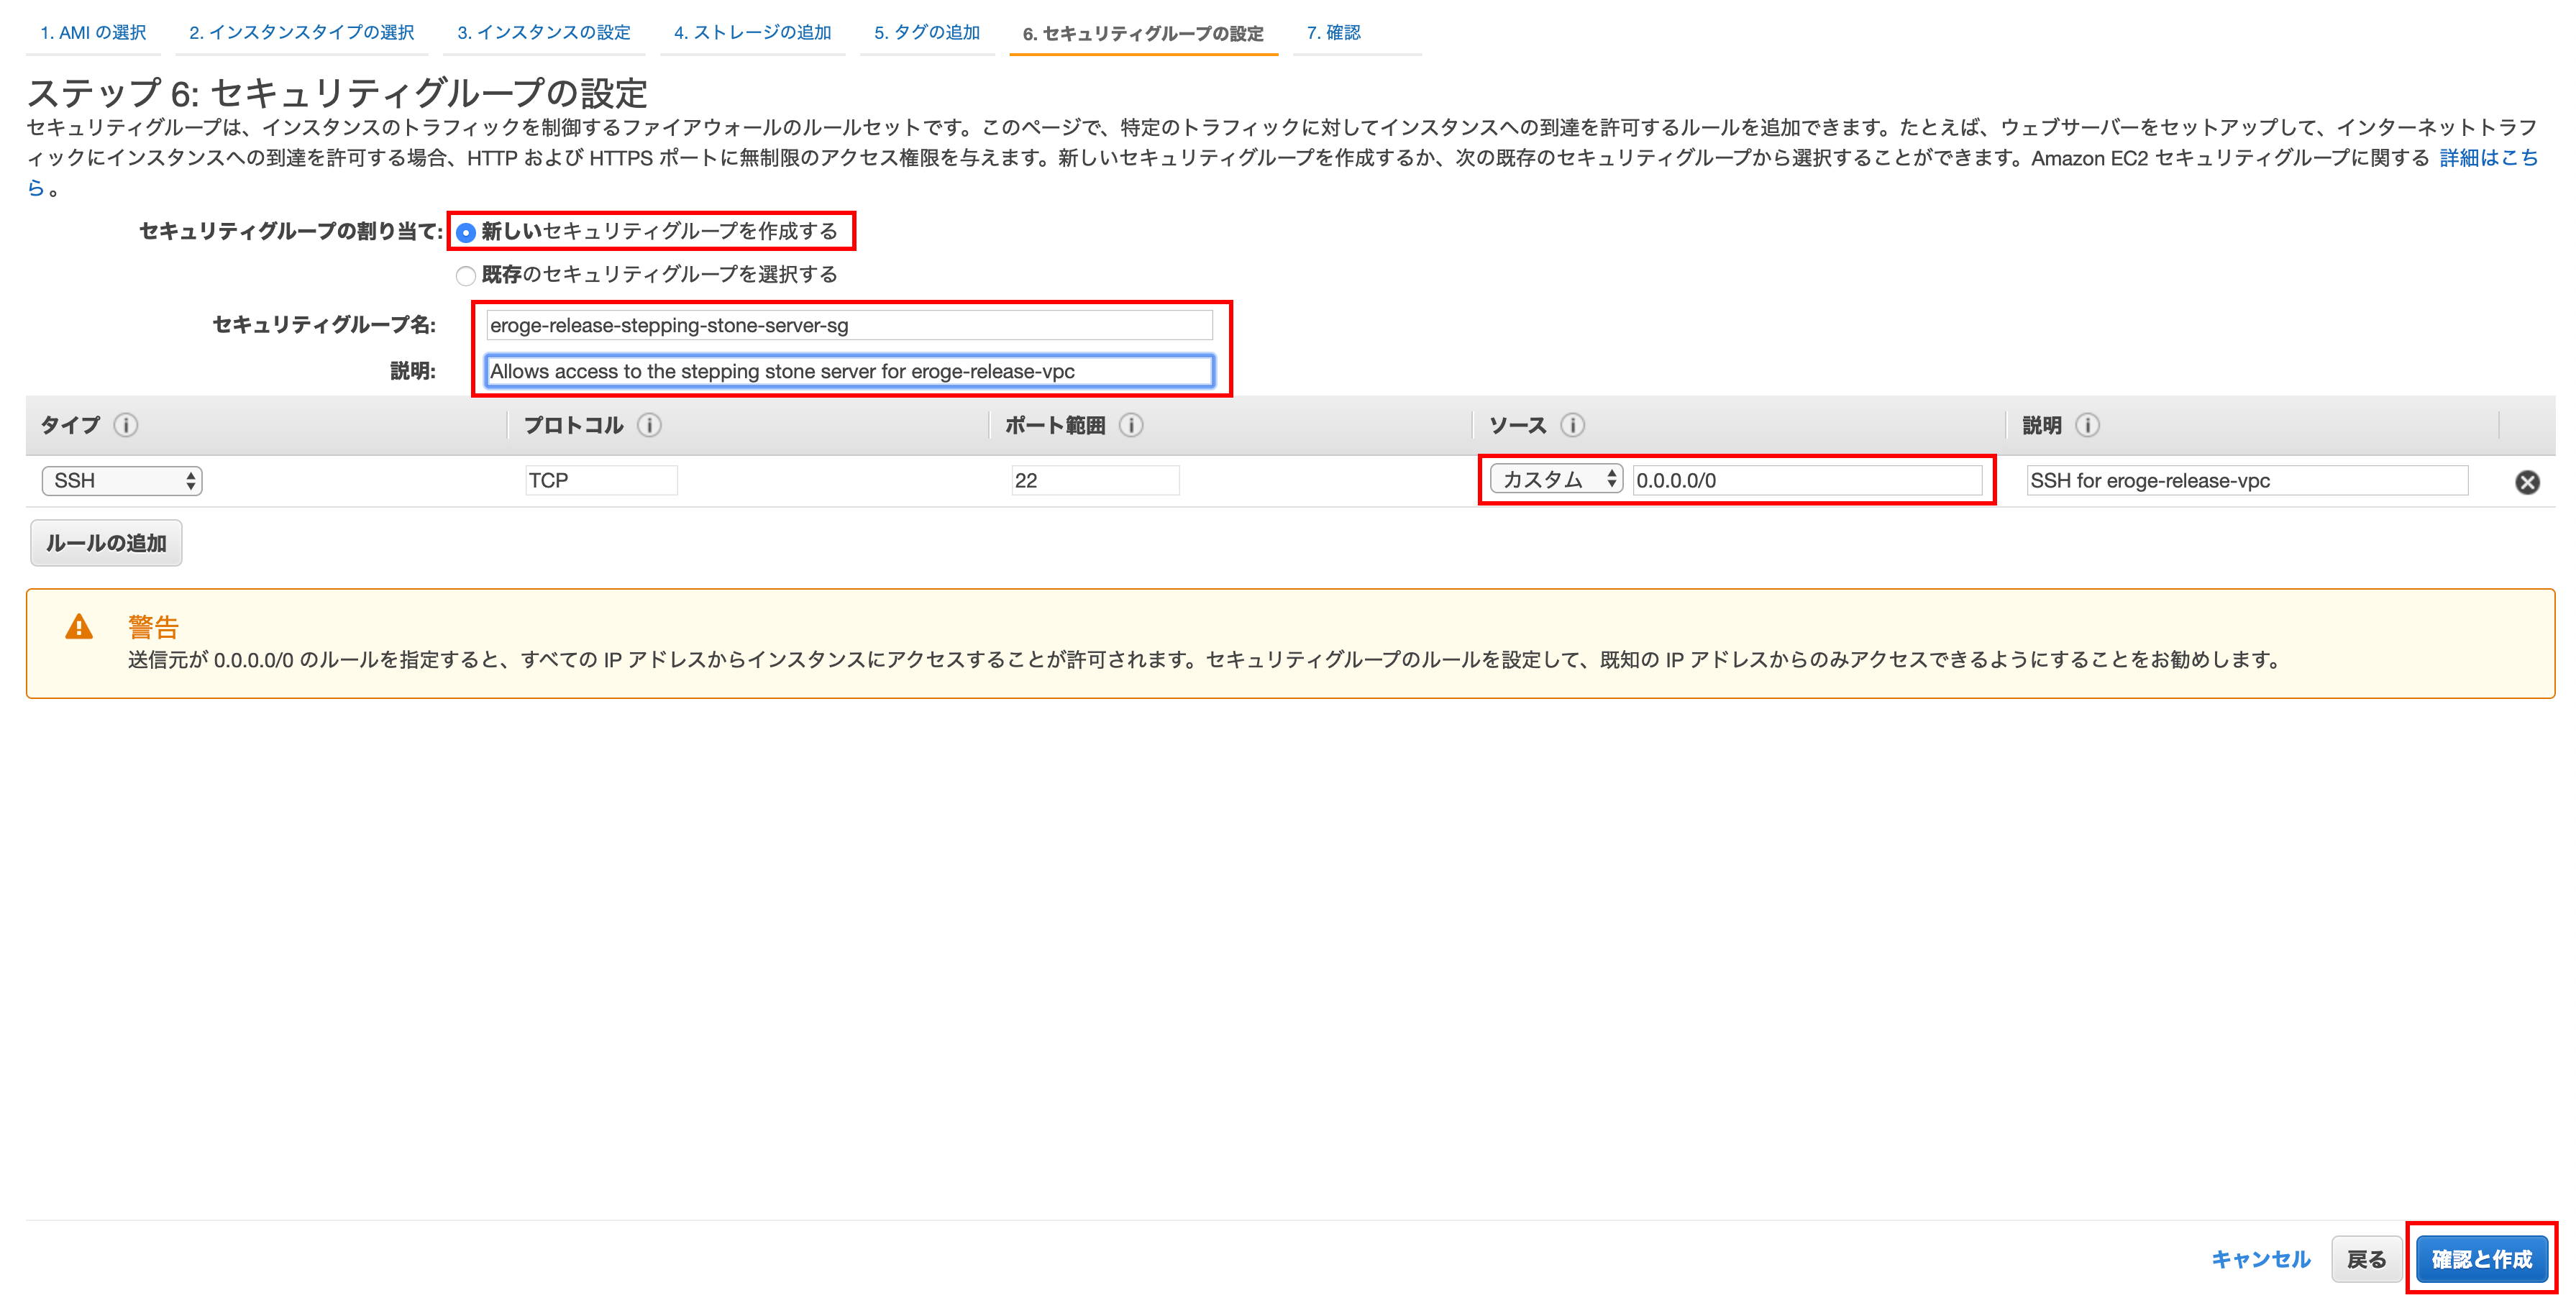 1. AMI の選択 2. インスタンスタイプの選択 3. インスタンスの設定 4. ストレージの追加 5. タグの追加 6. セキュリティグループの設定 7. 確認
ステップ 6: セキュリティグループの設定
セキュリティグループは、インスタンスのトラフィックを制御するファイアウォールのルールセットです。このページで、特定のトラフィックに対してインスタンスへの到達を許可するルールを追加できます。たとえば、ウェブサーバーをセットアップして、インターネットトラフ
ィックにインスタンスへの到達を許可する場合、HTTP および HTTPS ポートに無制限のアクセス権限を与えます。新しいセキュリティグループを作成するか、次の既存のセキュリティグループから選択することができます。Amazon EC2 セキュリティグループに関する 詳細はこち
ら 。
セキュリティグループの割り当て: 新しいセキュリティグループを作成する
既存のセキュリティグループを選択する
セキュリティグループ名: eroge-release-stepping-stone-server-sg
説明: Allows access to the stepping stone server for eroge-release-vpc
タイプ i プロトコル i ポート範囲 i ソース i 説明 i
SSH TCP 22 カスタム 0.0.0.0/0 SSH for eroge-release-vpc
ルールの追加
警告
送信元が 0.0.0.0/0 のルールを指定すると、すべての IP アドレスからインスタンスにアクセスすることが許可されます。セキュリティグループのルールを設定して、既知の IP アドレスからのみアクセスできるようにすることをお勧めします。
キャンセル 戻る 確認と作成